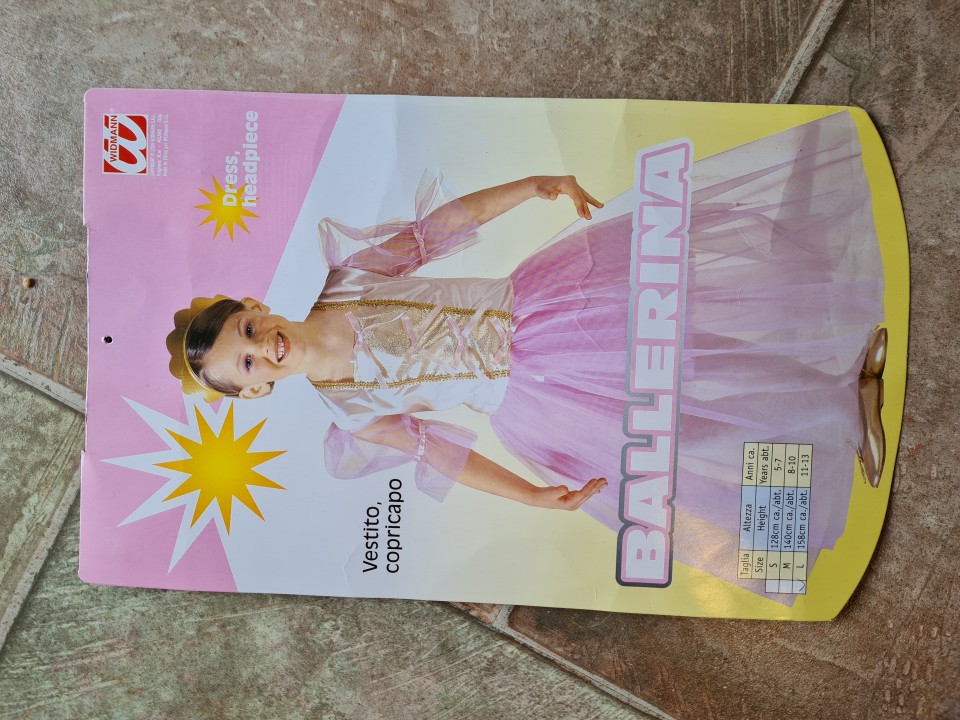 WIDMANN
Dress,
headpiece
Vestito,
copricapo
BALLERINA
Taglia Altezza Anni ca.
Size Height Years abt.
S 128cm ca./abt. 5-7
M 140cm ca./abt. 8-10
L 158cm ca./abt. 11-13